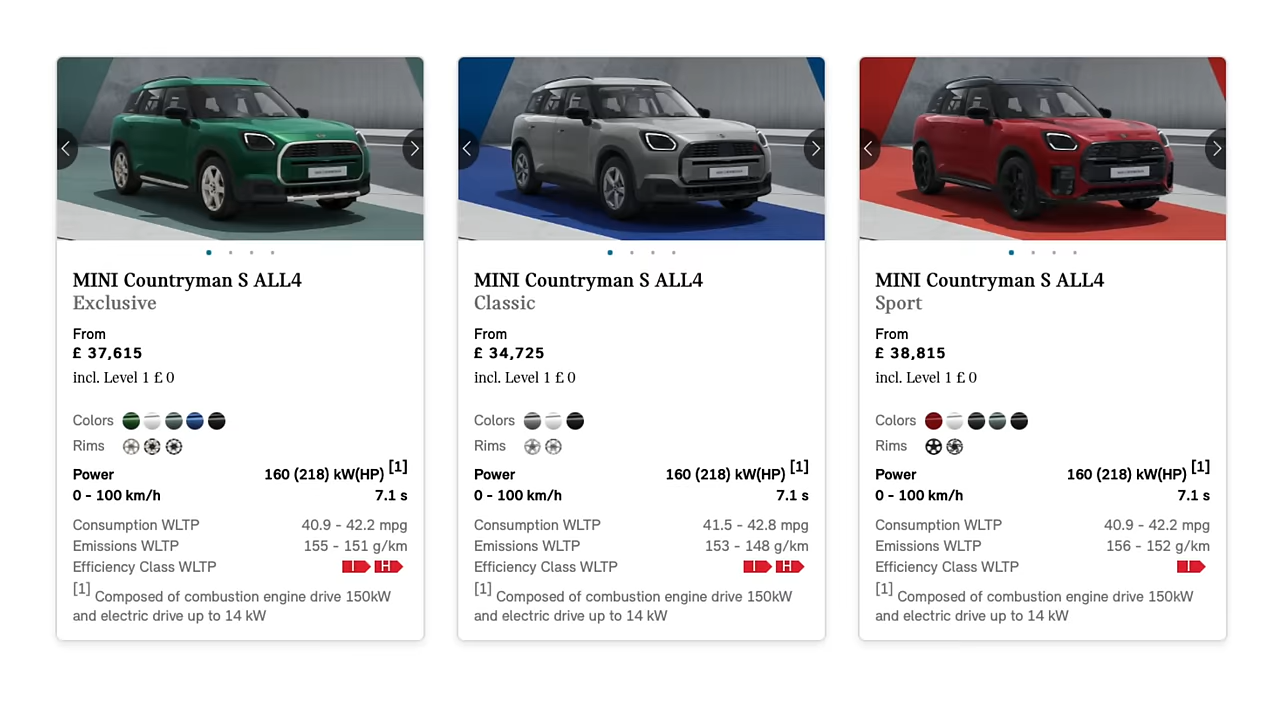 MINI Countryman S ALL4
Exclusive
From
£ 37,615
incl. Level 1 £ 0
Colors
Rims
Power 160 (218) kW(HP) [1]
0 - 100 km/h 7.1 s
Consumption WLTP 40.9 - 42.2 mpg
Emissions WLTP 155 - 151 g/km
Efficiency Class WLTP I H
[1] Composed of combustion engine drive 150kW
and electric drive up to 14 kW
MINI Countryman S ALL4
Classic
From
£ 34,725
incl. Level 1 £ 0
Colors
Rims
Power 160 (218) kW(HP) [1]
0 - 100 km/h 7.1 s
Consumption WLTP 41.5 - 42.8 mpg
Emissions WLTP 153 - 148 g/km
Efficiency Class WLTP I H
[1] Composed of combustion engine drive 150kW
and electric drive up to 14 kW
MINI Countryman S ALL4
Sport
From
£ 38,815
incl. Level 1 £ 0
Colors
Rims
Power 160 (218) kW(HP) [1]
0 - 100 km/h 7.1 s
Consumption WLTP 40.9 - 42.2 mpg
Emissions WLTP 156 - 152 g/km
Efficiency Class WLTP I
[1] Composed of combustion engine drive 150kW
and electric drive up to 14 kW